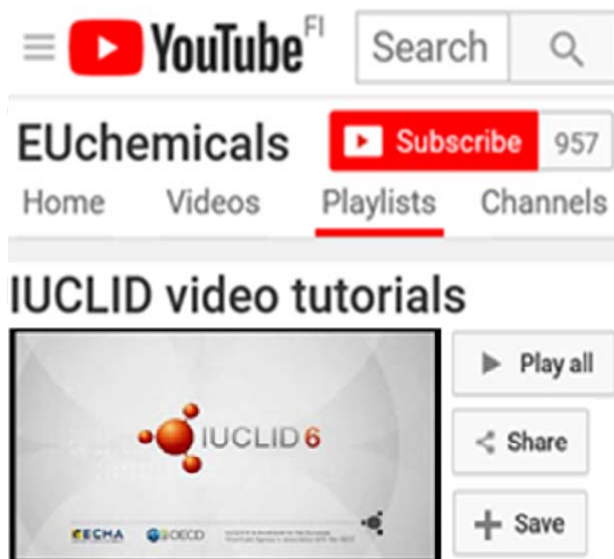 YouTube FI Search
EUchemicals Subscribe 957
Home Videos Playlists Channels
IUCLID video tutorials
Play all
IUCLID 6
Share
ECHA OECD
Save